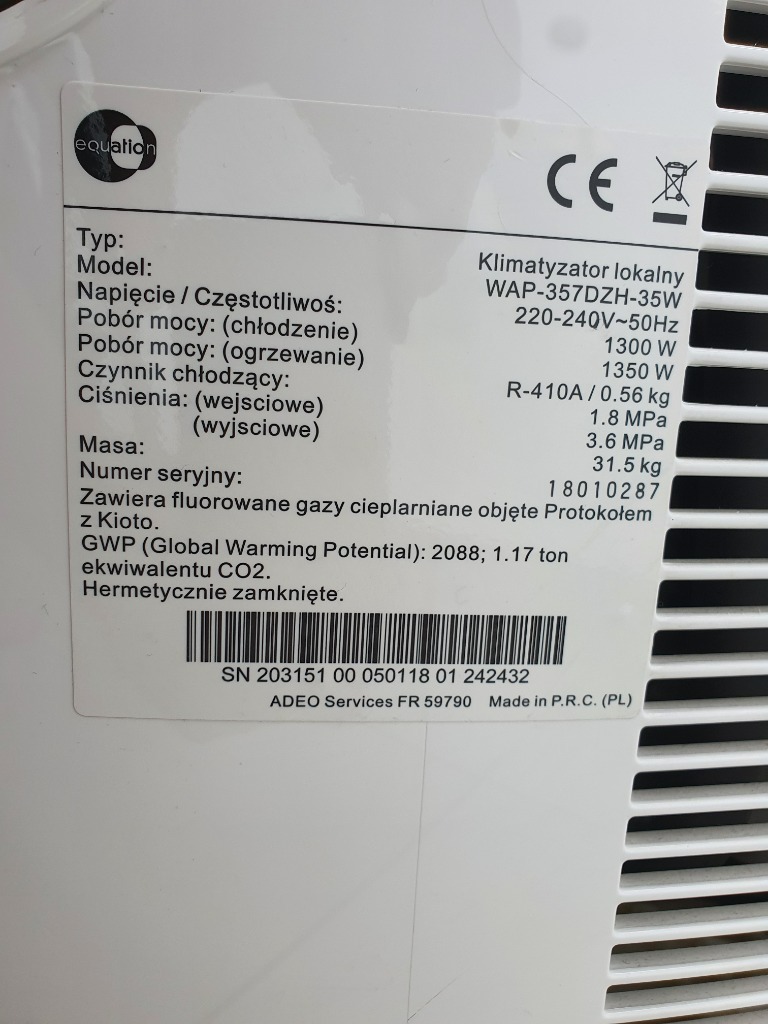 equation
CE
Typ: Klimatyzator lokalny
Model: WAP-357DZH-35W
Napięcie / Częstotliwoś: 220-240V~50Hz
Pobór mocy: (chłodzenie) 1300 W
Pobór mocy: (ogrzewanie) 1350 W
Czynnik chłodzący: R-410A / 0.56 kg
Ciśnienia: (wejsciowe) 1.8 MPa
(wyjsciowe) 3.6 MPa
Masa: 31.5 kg
Numer seryjny: 18010287
Zawiera fluorowane gazy cieplarniane objęte Protokołem
z Kioto.
GWP (Global Warming Potential): 2088; 1.17 ton
ekwiwalentu CO2.
Hermetycznie zamknięte.
SN 203151 00 050118 01 242432
ADEO Services FR 59790 Made in P.R.C. (PL)